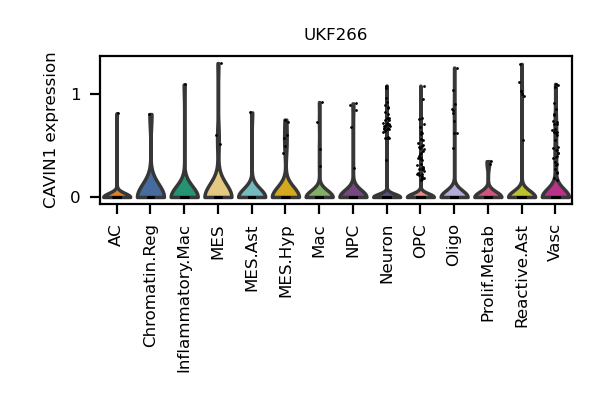 UKF266
CAVIN1 expression
1
0
AC
Chromatin.Reg
Inflammatory.Mac
MES
MES.Ast
MES.Hyp
Mac
NPC
Neuron
OPC
Oligo
Prolif.Metab
Reactive.Ast
Vasc